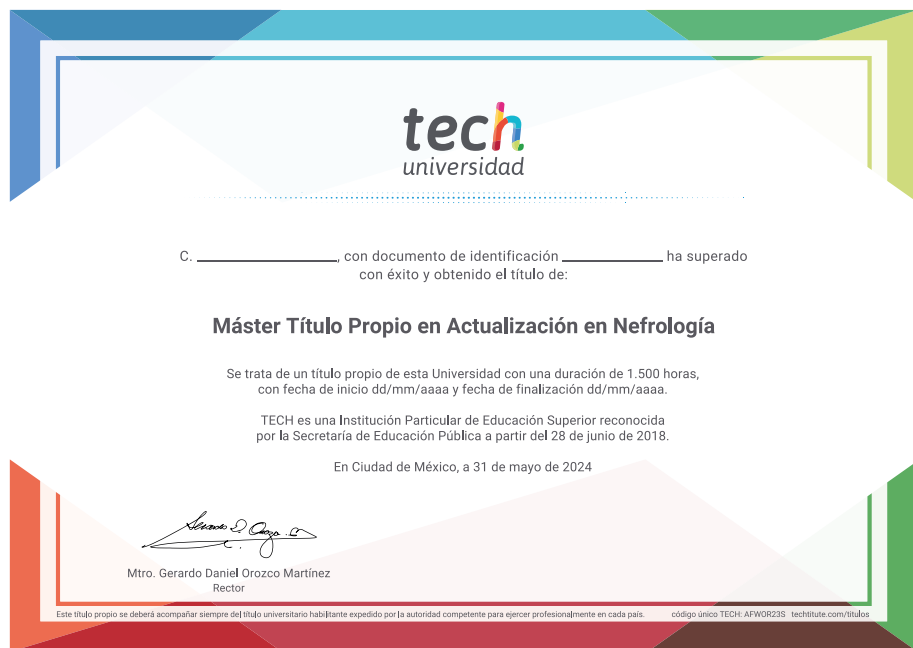 tech
universidad
C. ____________, con documento de identificación ____________ ha superado
con éxito y obtenido el título de:
Máster Título Propio en Actualización en Nefrología
Se trata de un título propio de esta Universidad con una duración de 1.500 horas,
con fecha de inicio dd/mm/aaaa y fecha de finalización dd/mm/aaaa.
TECH es una Institución Particular de Educación Superior reconocida
por la Secretaría de Educación Pública a partir del 28 de junio de 2018.
En Ciudad de México, a 31 de mayo de 2024
Mtro. Gerardo Daniel Orozco Martínez
Rector
Este título propio se deberá acompañar siempre del título universitario habilitante expedido por la autoridad competente para ejercer profesionalmente en cada país. código único TECH: AFWOR23S techtitute.com/titulos